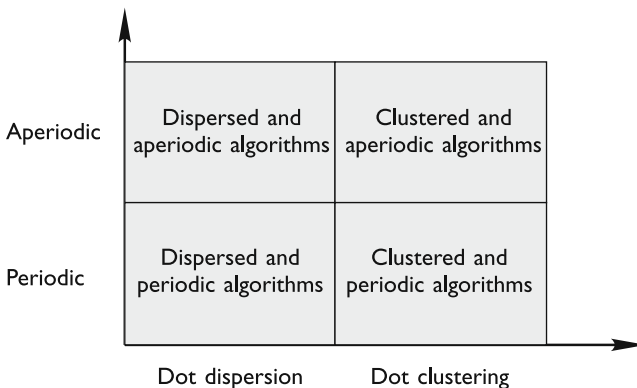 Aperiodic
Dispersed and
aperiodic algorithms
Clustered and
aperiodic algorithms
Periodic
Dispersed and
periodic algorithms
Clustered and
periodic algorithms
Dot dispersion
Dot clustering